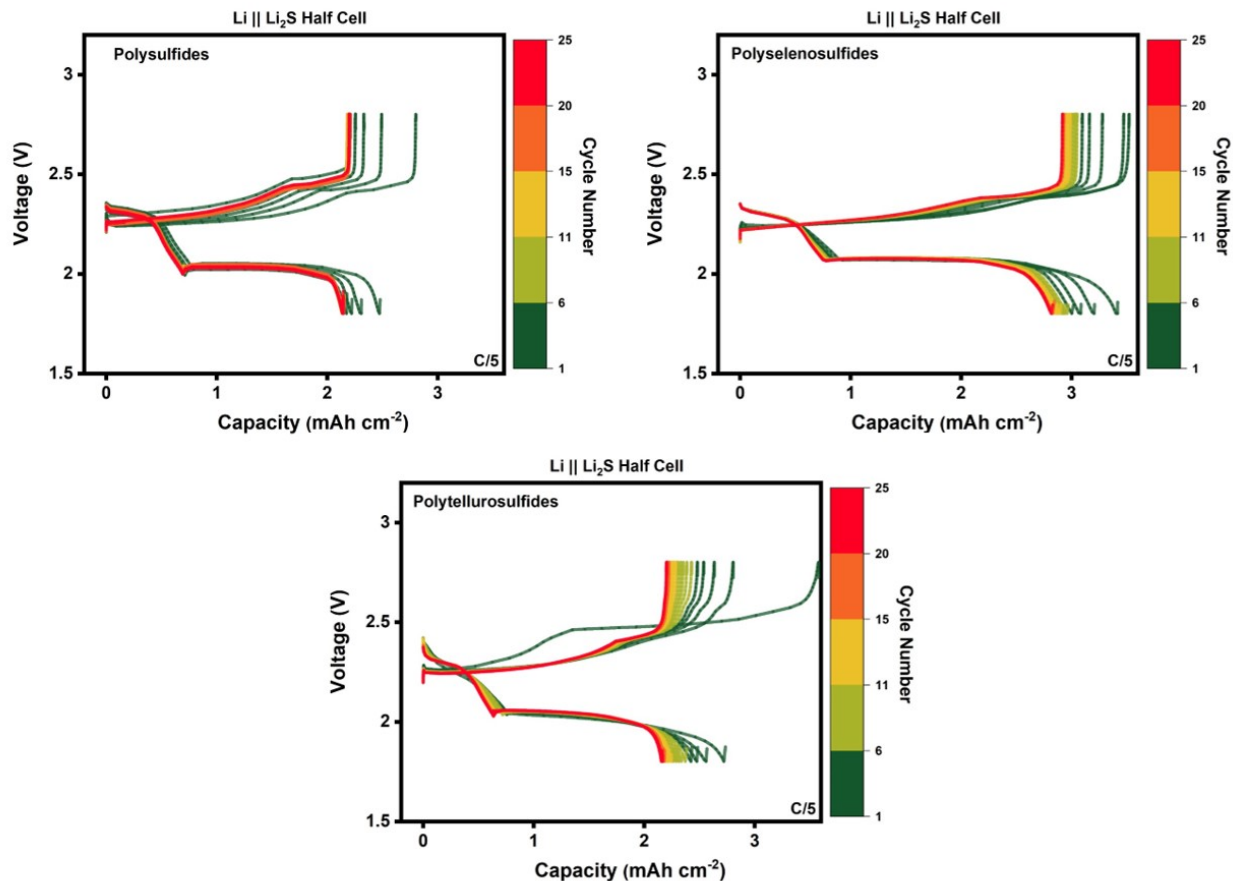 Li || Li₂S Half Cell
Polysulfides
3
2.5
2
1.5
0
1
2
3
Voltage (V)
Capacity (mAh cm⁻²)
C/5
25
20
15
11
6
1
Cycle Number
Li || Li₂S Half Cell
Polyselenosulfides
3
2.5
2
1.5
0
1
2
3
Voltage (V)
Capacity (mAh cm⁻²)
C/5
25
20
15
11
6
1
Cycle Number
Li || Li₂S Half Cell
Polytellurosulfides
3
2.5
2
1.5
0
1
2
3
Voltage (V)
Capacity (mAh cm⁻²)
C/5
25
20
15
11
6
1
Cycle Number